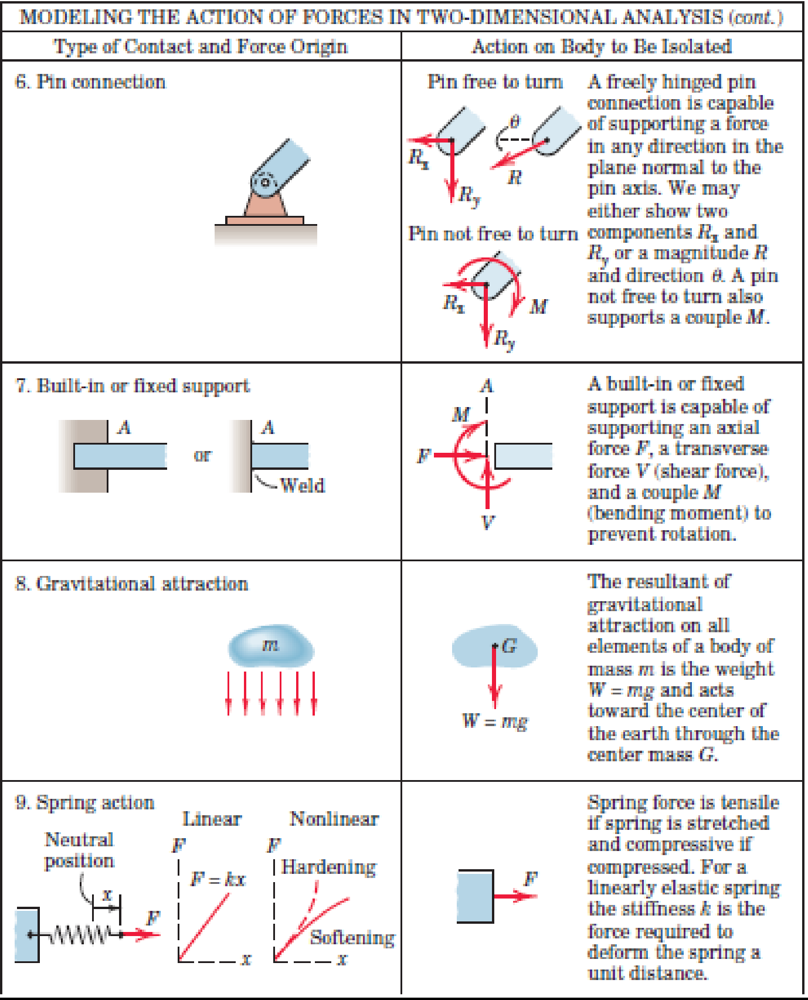 MODELING THE ACTION OF FORCES IN TWO-DIMENSIONAL ANALYSIS (cont.)
Type of Contact and Force Origin
Action on Body to Be Isolated
6. Pin connection
Pin free to turn
R_x
R_y
θ
R
Pin not free to turn
R_x
R_y
M
A freely hinged pin
connection is capable
of supporting a force
in any direction in the
plane normal to the
pin axis. We may
either show two
components R_x and
R_y or a magnitude R
and direction θ. A pin
not free to turn also
supports a couple M.
7. Built-in or fixed support
A
or
A
Weld
A
M
F
V
A built-in or fixed
support is capable of
supporting an axial
force F, a transverse
force V (shear force),
and a couple M
(bending moment) to
prevent rotation.
8. Gravitational attraction
m
G
W = mg
The resultant of
gravitational
attraction on all
elements of a body of
mass m is the weight
W = mg and acts
toward the center of
the earth through the
center mass G.
9. Spring action
Neutral
position
x
F
Linear
F
F = kx
x
Nonlinear
F
Hardening
Softening
x
F
Spring force is tensile
if spring is stretched
and compressive if
compressed. For a
linearly elastic spring
the stiffness k is the
force required to
deform the spring a
unit distance.